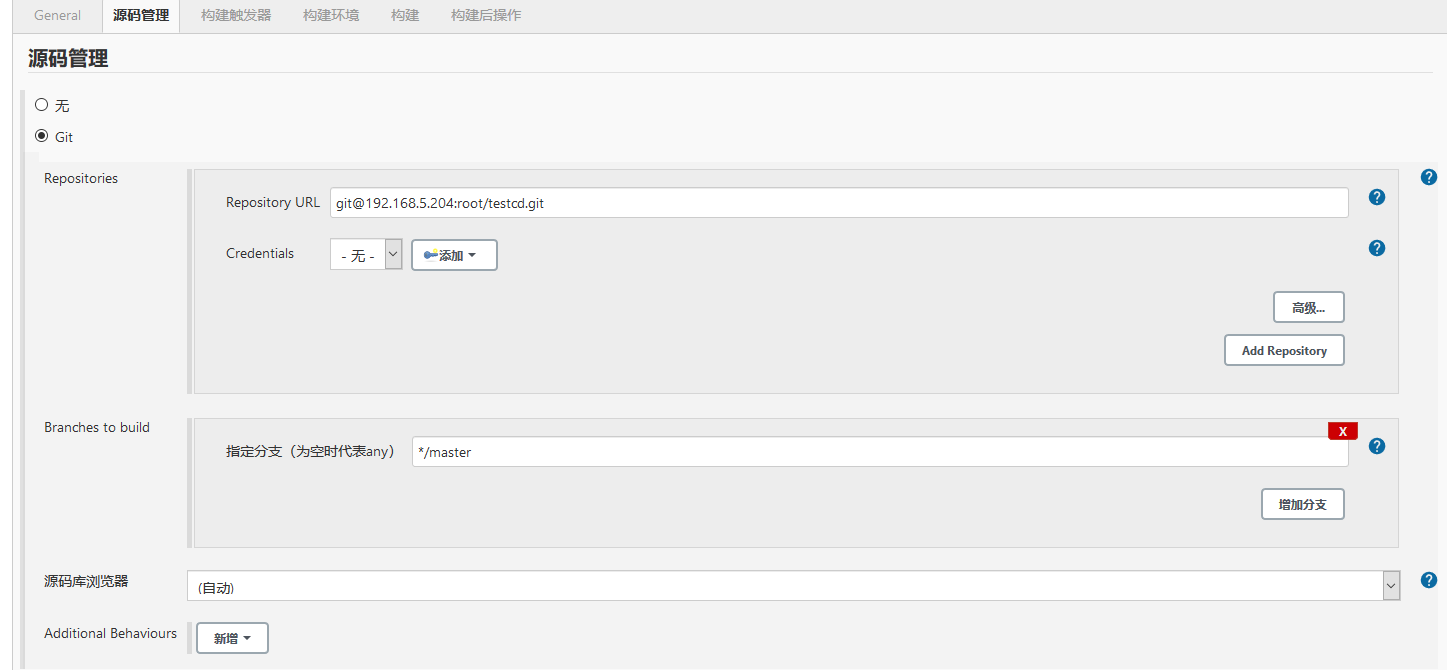 General 源码管理 构建触发器 构建环境 构建 构建后操作
源码管理
无
Git
Repositories
Repository URL git@192.168.5.204:root/testcd.git
Credentials - 无 - 添加
高级...
Add Repository
Branches to build
X
指定分支（为空时代表any） */master
增加分支
源码库浏览器 (自动)
Additional Behaviours 新增